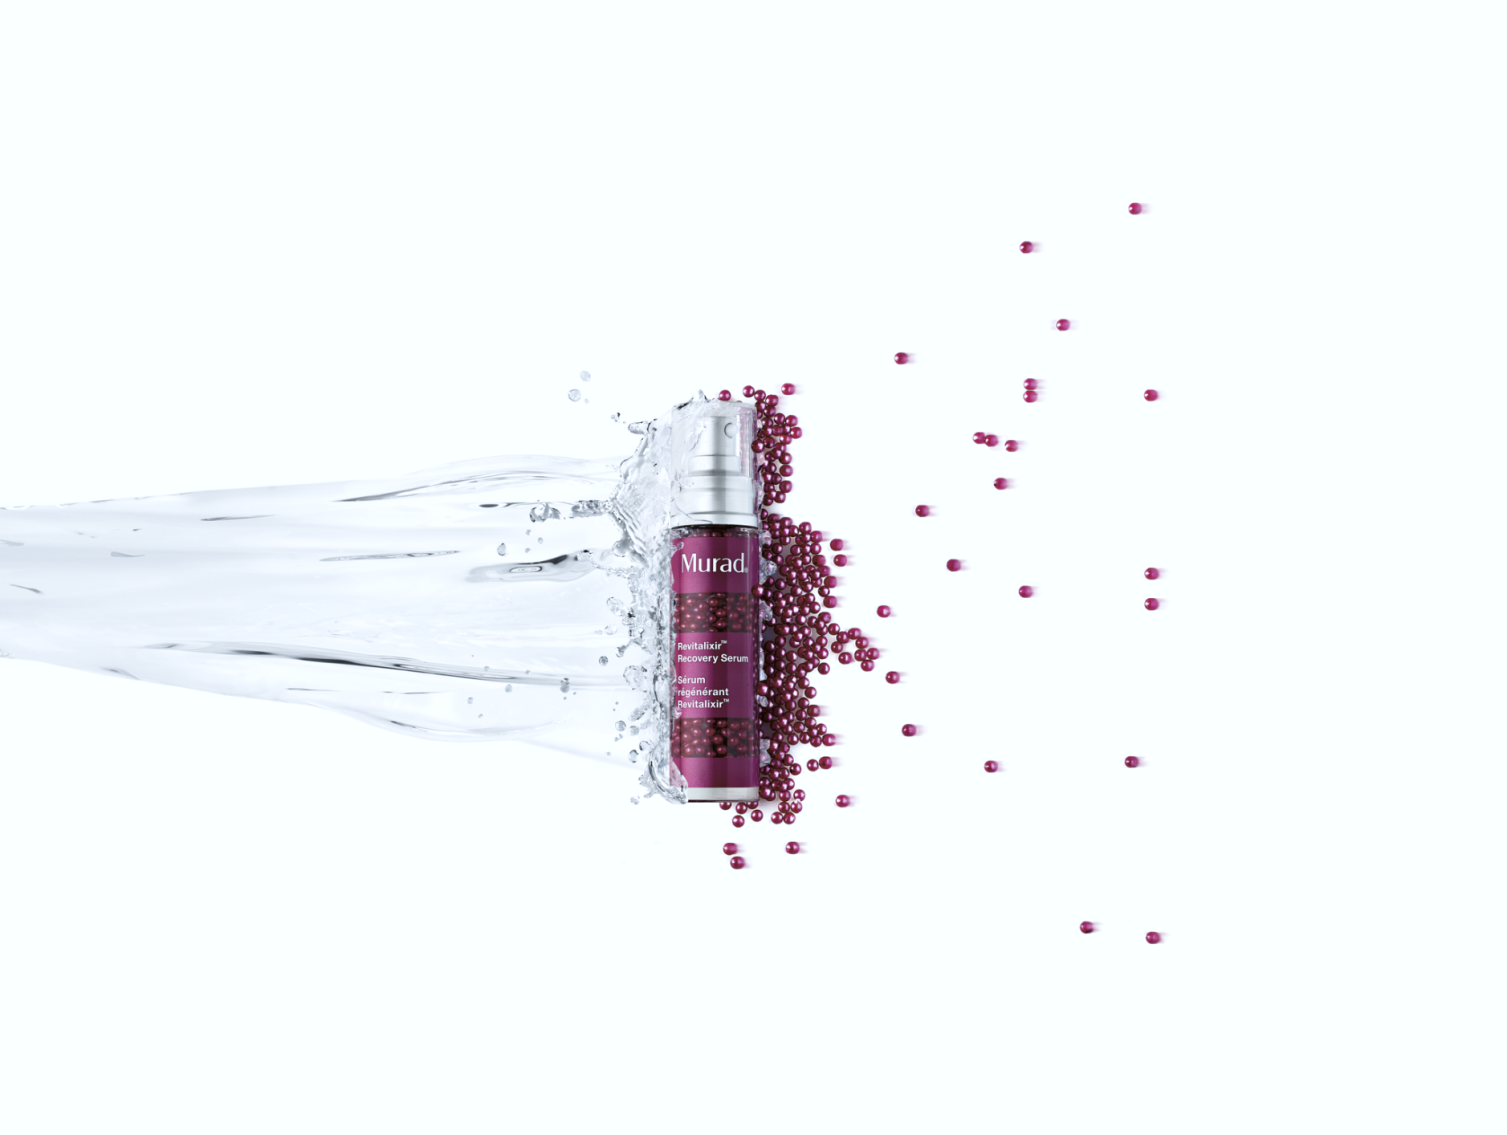 Murad.
Revitalixir™
Recovery Serum
Sérum
régénérant
Revitalixir™